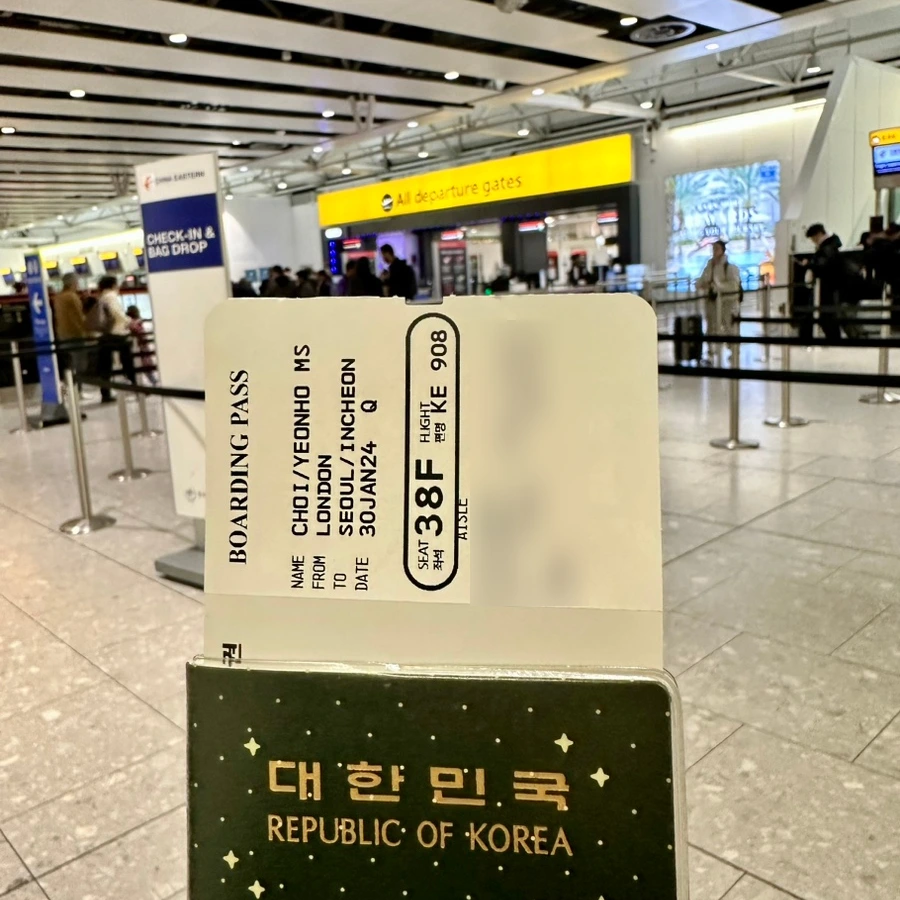 CHINA EASTERN
CHECK-IN &
BAG DROP
All departure gates
BOARDING PASS
NAME CHOI/YEONHO MS
FROM LONDON
TO SEOUL/INCHEON
DATE 30JAN24 Q
SEAT 좌석 38F FLIGHT 편명 KE 908
AISLE
권
대한민국
REPUBLIC OF KOREA